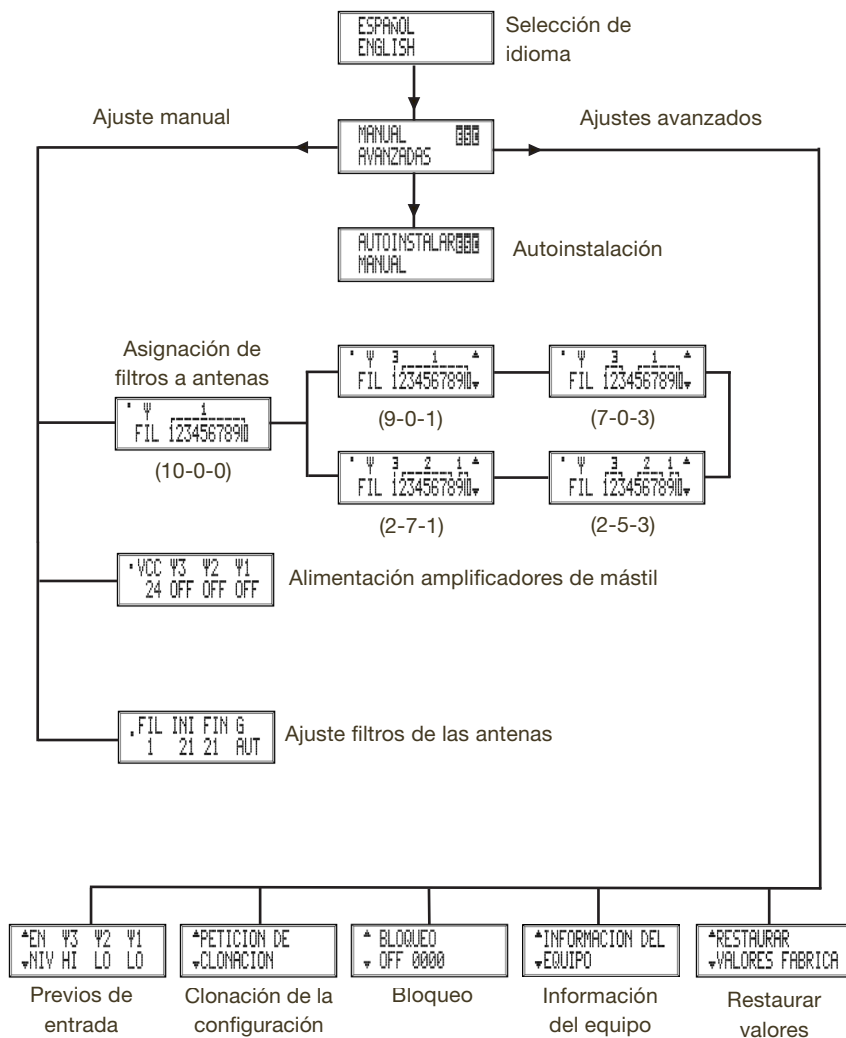 ESPAÑOL
ENGLISH
Selección de
idioma
Ajuste manual
Ajustes avanzados
MANUAL
AVANZADAS
AUTOINSTALAR
MANUAL
Autoinstalación
Asignación de
filtros a antenas
Ψ 1
FIL 12345678910
(10-0-0)
Ψ 3 1
FIL 12345678910
(9-0-1)
Ψ 3 1
FIL 12345678910
(7-0-3)
Ψ 3 2 1
FIL 12345678910
(2-7-1)
Ψ 3 2 1
FIL 12345678910
(2-5-3)
VCC Ψ3 Ψ2 Ψ1
24 OFF OFF OFF
Alimentación amplificadores de mástil
FIL INI FIN G
1 21 21 AUT
Ajuste filtros de las antenas
EN Ψ3 Ψ2 Ψ1
NIV HI LO LO
Previos de
entrada
PETICION DE
CLONACION
Clonación de la
configuración
BLOQUEO
OFF 0000
Bloqueo
INFORMACION DEL
EQUIPO
Información
del equipo
RESTAURAR
VALORES FABRICA
Restaurar
valores